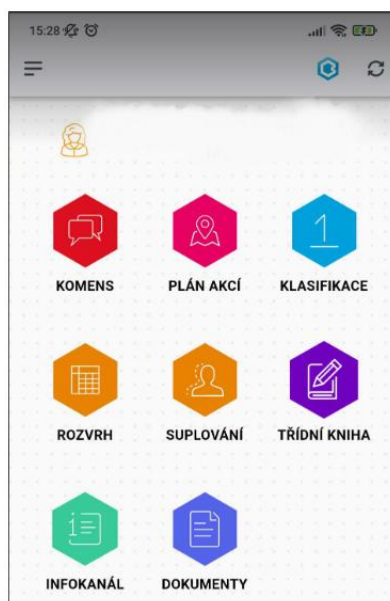 15:28
KOMENS PLÁN AKCÍ KLASIFIKACE
1
ROZVRH SUPLOVÁNÍ TŘÍDNÍ KNIHA
INFOKANÁL DOKUMENTY